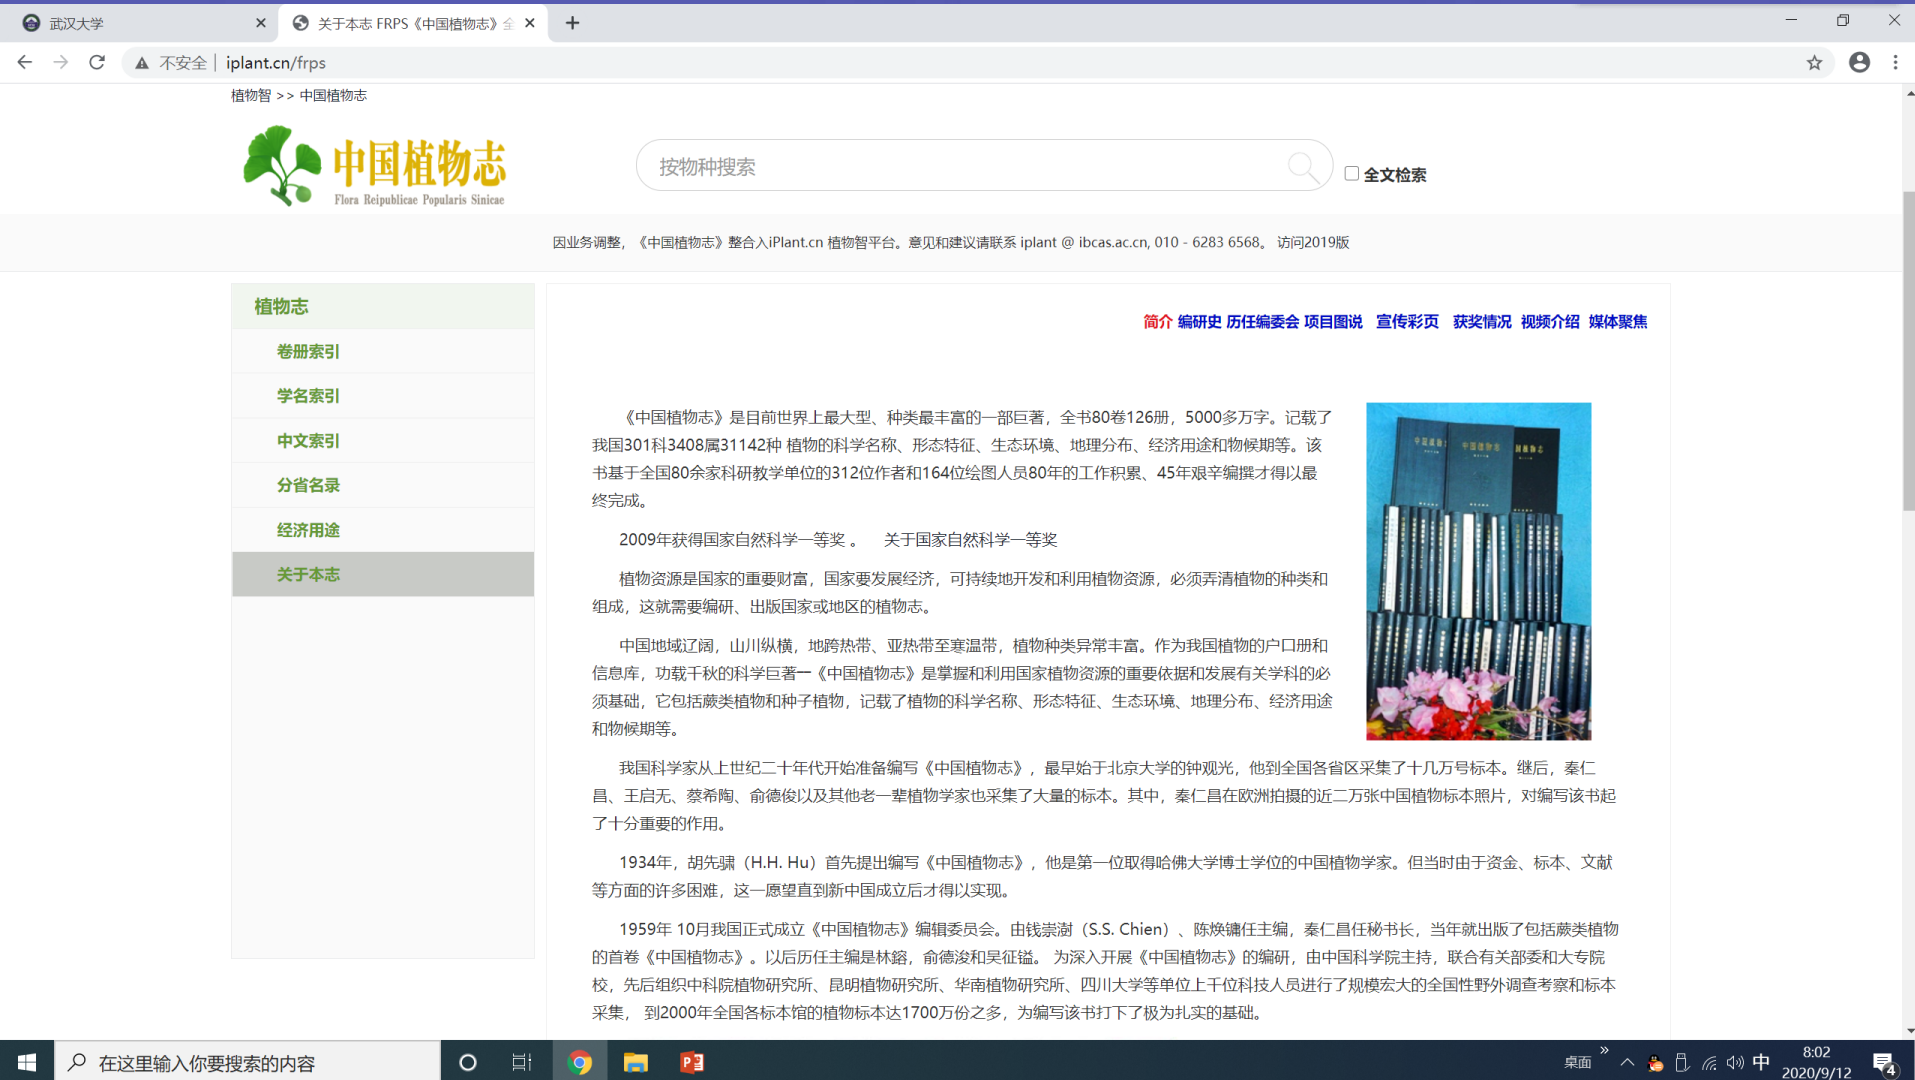 武汉大学
关于本志 FRPS《中国植物志》全
不安全 | iplant.cn/frps
植物智 >> 中国植物志
中国植物志
Flora Reipublicae Popularis Sinicae
按物种搜索
全文检索
因业务调整，《中国植物志》整合入iPlant.cn 植物智平台。意见和建议请联系 iplant @ ibcas.ac.cn, 010 - 6283 6568。 访问2019版
植物志
卷册索引
学名索引
中文索引
分省名录
经济用途
关于本志
简介 编研史 历任编委会 项目图说 宣传彩页 获奖情况 视频介绍 媒体聚焦
《中国植物志》是目前世界上最大型、种类最丰富的一部巨著，全书80卷126册，5000多万字。记载了
我国301科3408属31142种 植物的科学名称、形态特征、生态环境、地理分布、经济用途和物候期等。该
书基于全国80余家科研教学单位的312位作者和164位绘图人员80年的工作积累、45年艰辛编撰才得以最
终完成。
2009年获得国家自然科学一等奖 。 关于国家自然科学一等奖
植物资源是国家的重要财富，国家要发展经济，可持续地开发和利用植物资源，必须弄清植物的种类和
组成，这就需要编研、出版国家或地区的植物志。
中国地域辽阔，山川纵横，地跨热带、亚热带至寒温带，植物种类异常丰富。作为我国植物的户口册和
信息库，功载千秋的科学巨著━《中国植物志》是掌握和利用国家植物资源的重要依据和发展有关学科的必
须基础，它包括蕨类植物和种子植物，记载了植物的科学名称、形态特征、生态环境、地理分布、经济用途
和物候期等。
我国科学家从上世纪二十年代开始准备编写《中国植物志》，最早始于北京大学的钟观光，他到全国各省区采集了十几万号标本。继后，秦仁
昌、王启无、蔡希陶、俞德俊以及其他老一辈植物学家也采集了大量的标本。其中，秦仁昌在欧洲拍摄的近二万张中国植物标本照片，对编写该书起
了十分重要的作用。
1934年，胡先骕（H.H. Hu）首先提出编写《中国植物志》，他是第一位取得哈佛大学博士学位的中国植物学家。但当时由于资金、标本、文献
等方面的许多困难，这一愿望直到新中国成立后才得以实现。
1959年 10月我国正式成立《中国植物志》编辑委员会。由钱崇澍（S.S. Chien）、陈焕镛任主编，秦仁昌任秘书长，当年就出版了包括蕨类植物
的首卷《中国植物志》。以后历任主编是林鎔，俞德浚和吴征镒。 为深入开展《中国植物志》的编研，由中国科学院主持，联合有关部委和大专院
校，先后组织中科院植物研究所、昆明植物研究所、华南植物研究所、四川大学等单位上千位科技人员进行了规模宏大的全国性野外调查考察和标本
采集， 到2000年全国各标本馆的植物标本达1700万份之多，为编写该书打下了极为扎实的基础。
在这里输入你要搜索的内容
桌面
中
8:02
2020/9/12
4